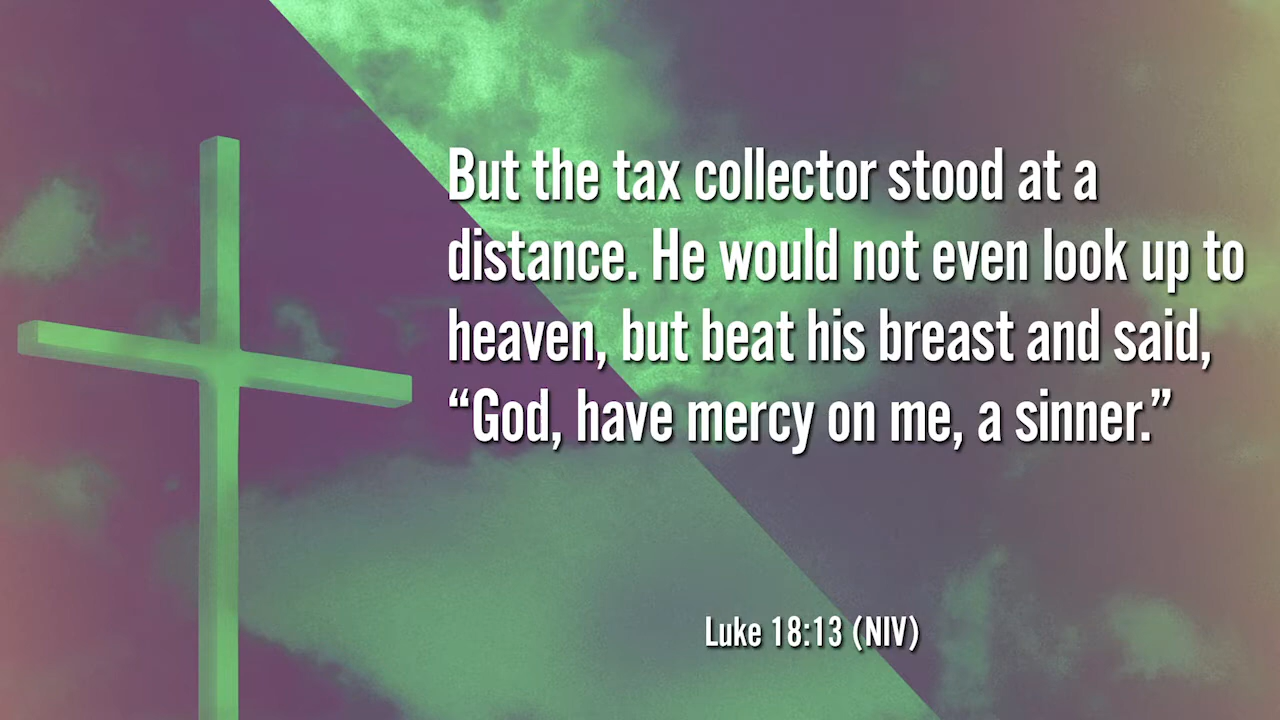 But the tax collector stood at a
distance. He would not even look up to
heaven, but beat his breast and said,
“God, have mercy on me, a sinner.”
Luke 18:13 (NIV)